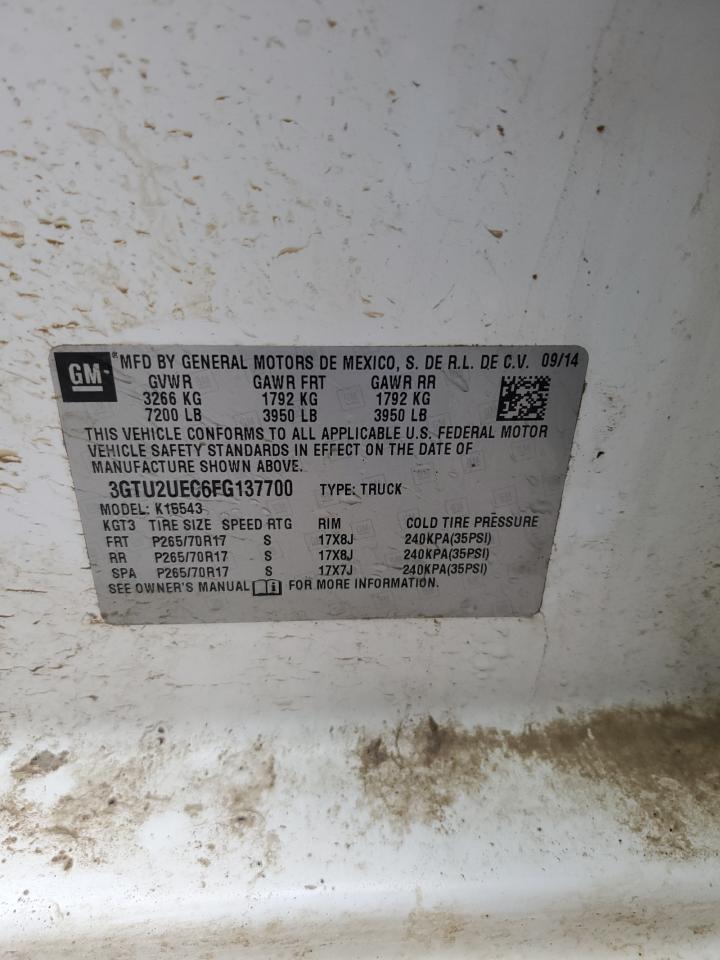 GM
® MFD BY GENERAL MOTORS DE MEXICO, S. DE R.L. DE C.V. 09/14
GVWR GAWR FRT GAWR RR
3266 KG 1792 KG 1792 KG
7200 LB 3950 LB 3950 LB
THIS VEHICLE CONFORMS TO ALL APPLICABLE U.S. FEDERAL MOTOR
VEHICLE SAFETY STANDARDS IN EFFECT ON THE DATE OF
MANUFACTURE SHOWN ABOVE.
3GTU2UEC6FG137700 TYPE: TRUCK
MODEL: K15543
KGT3 TIRE SIZE SPEED RTG RIM COLD TIRE PRESSURE
FRT P265/70R17 S 17X8J 240KPA(35PSI)
RR P265/70R17 S 17X8J 240KPA(35PSI)
SPA P265/70R17 S 17X7J 240KPA(35PSI)
SEE OWNER'S MANUAL i FOR MORE INFORMATION.